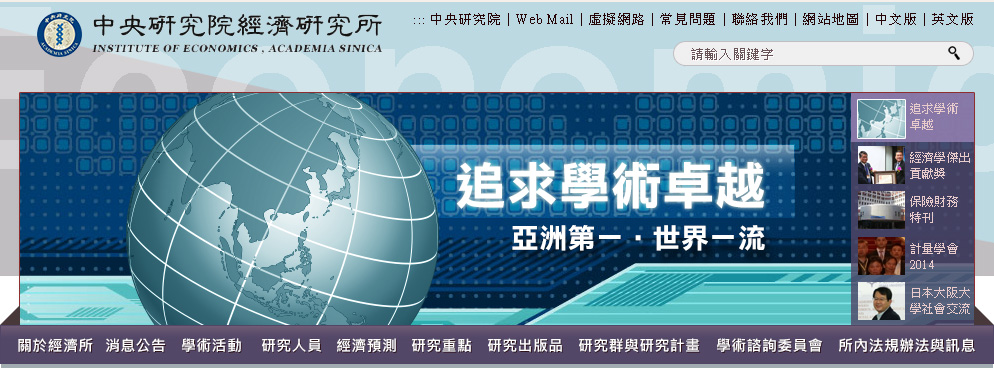 中央研究院經濟研究所
INSTITUTE OF ECONOMICS , ACADEMIA SINICA
::: 中央研究院 | Web Mail | 虛擬網路 | 常見問題 | 聯絡我們 | 網站地圖 | 中文版 | 英文版
請輸入關鍵字
Economic
追求學術卓越
亞洲第一・世界一流
追求學術
卓越
經濟學傑出
貢獻獎
保險財務
特刊
計量學會
2014
日本大阪大
學社會交流
關於經濟所 消息公告 學術活動 研究人員 經濟預測 研究重點 研究出版品 研究群與研究計畫 學術諮詢委員會 所內法規辦法與訊息